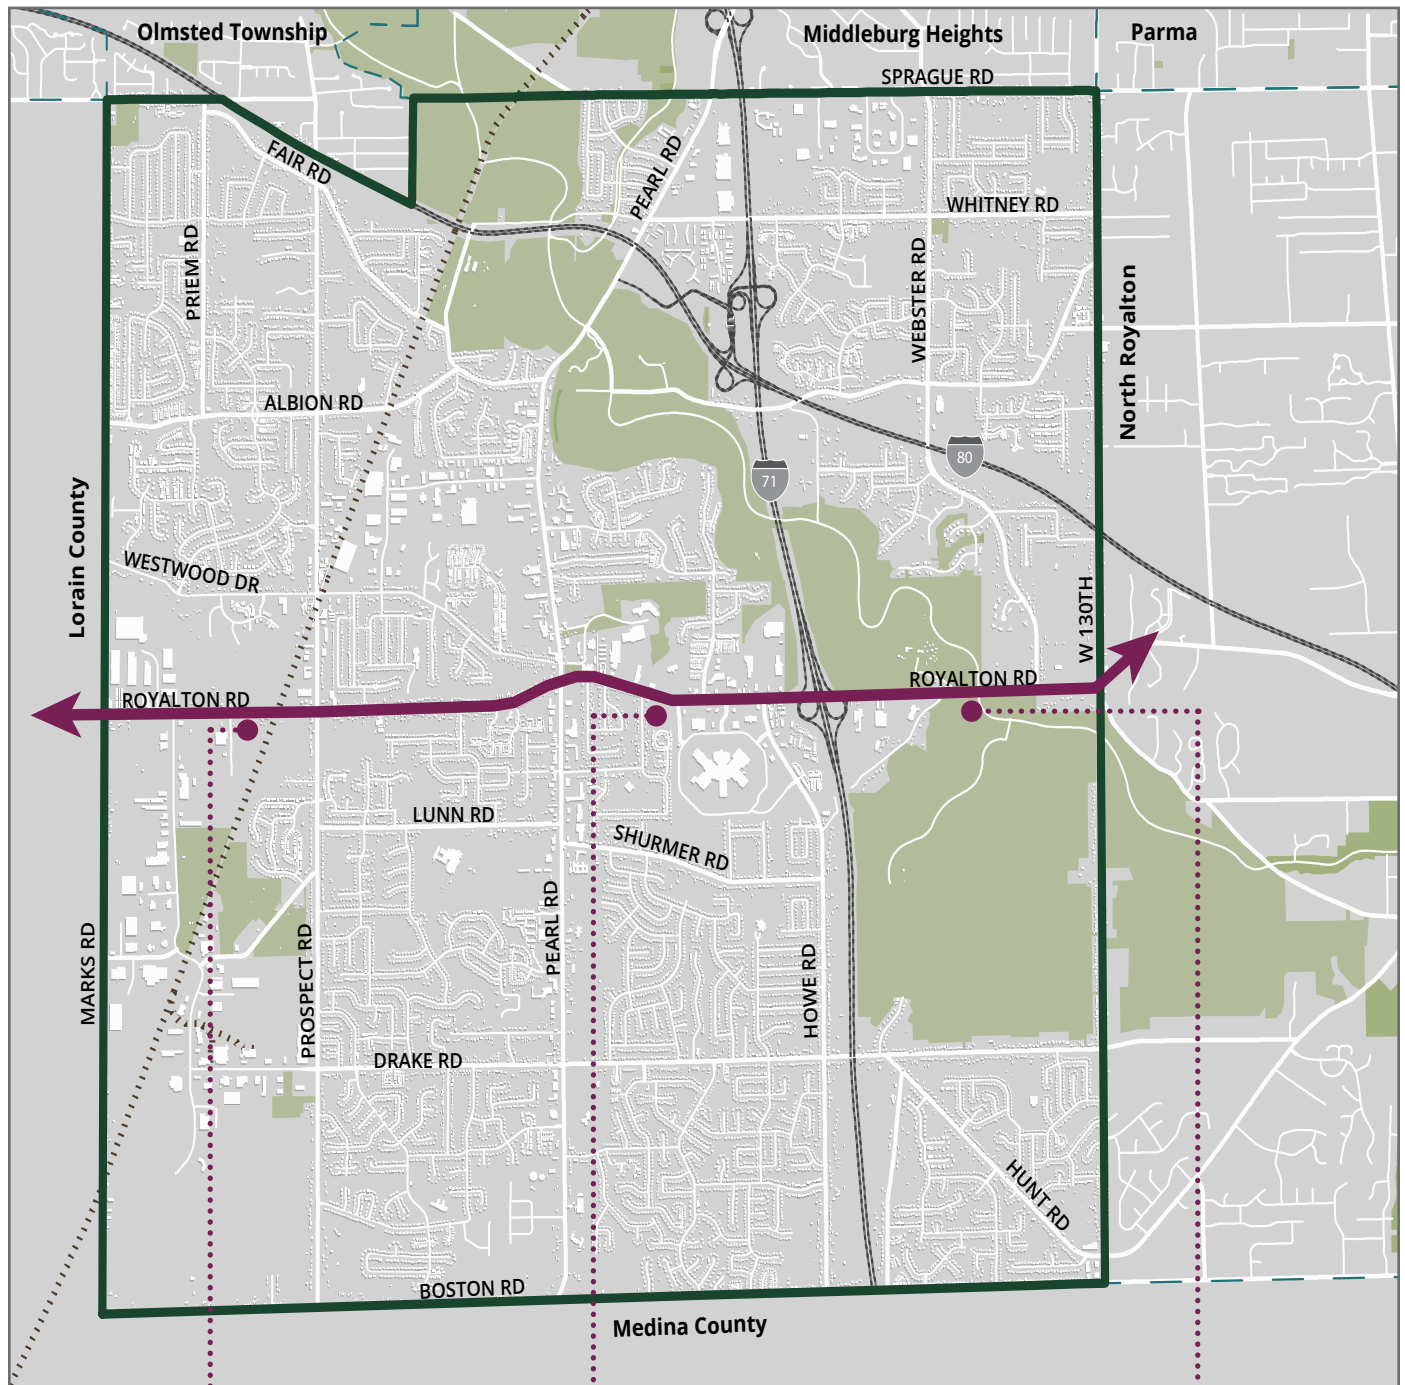 Olmsted Township
Middleburg Heights
Parma
SPRAGUE RD
FAIR RD
PEARL RD
WHITNEY RD
PRIEM RD
WEBSTER RD
North Royalton
ALBION RD
80
71
Lorain County
WESTWOOD DR
W 130TH
ROYALTON RD
ROYALTON RD
LUNN RD
SHURMER RD
PEARL RD
MARKS RD
PROSPECT RD
HOWE RD
DRAKE RD
HUNT RD
BOSTON RD
Medina County